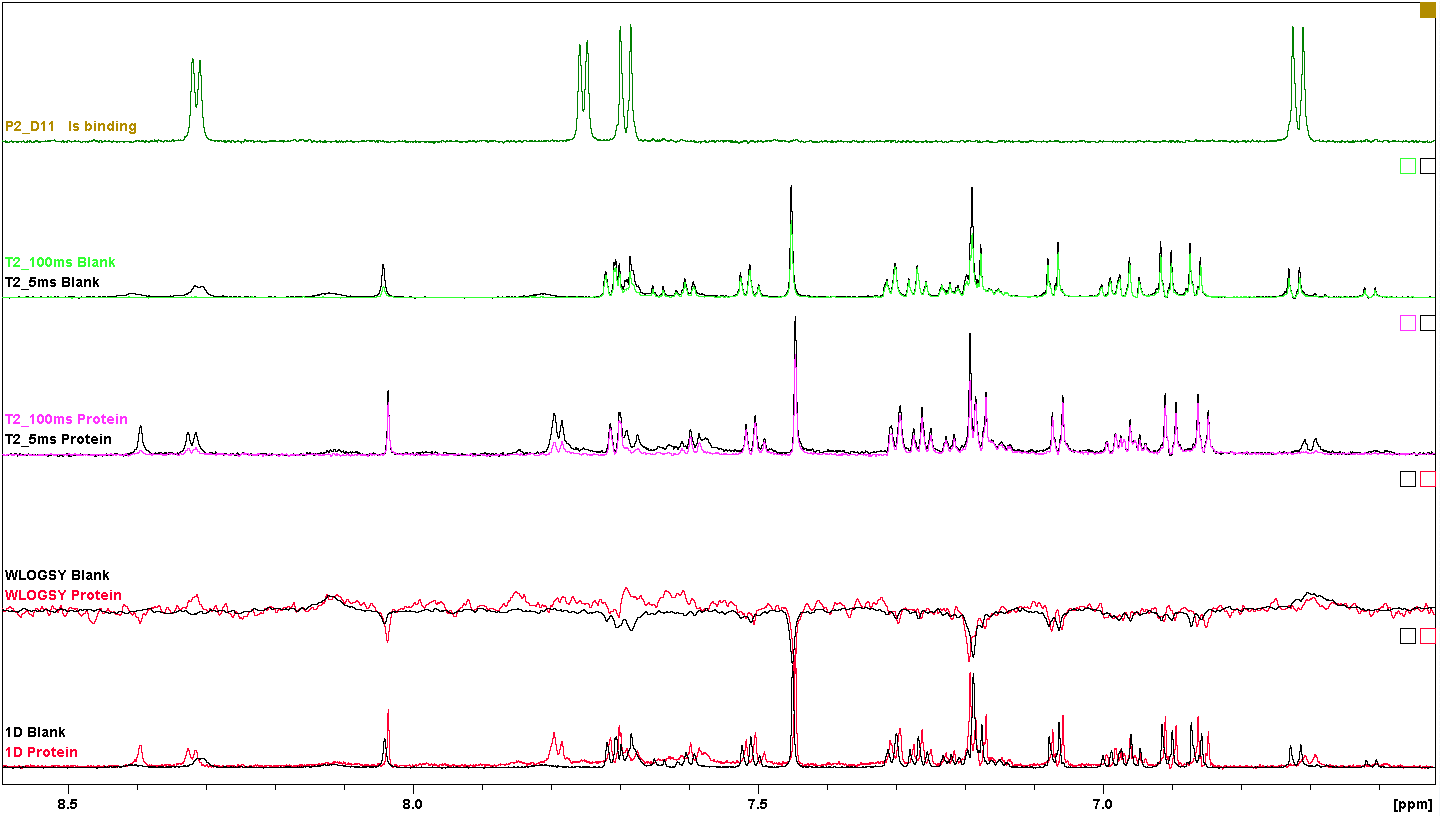 P2_D11 Is binding
T2_100ms Blank
T2_5ms Blank
T2_100ms Protein
T2_5ms Protein
WLOGSY Blank
WLOGSY Protein
1D Blank
1D Protein
8.5 8.0 7.5 7.0 [ppm]